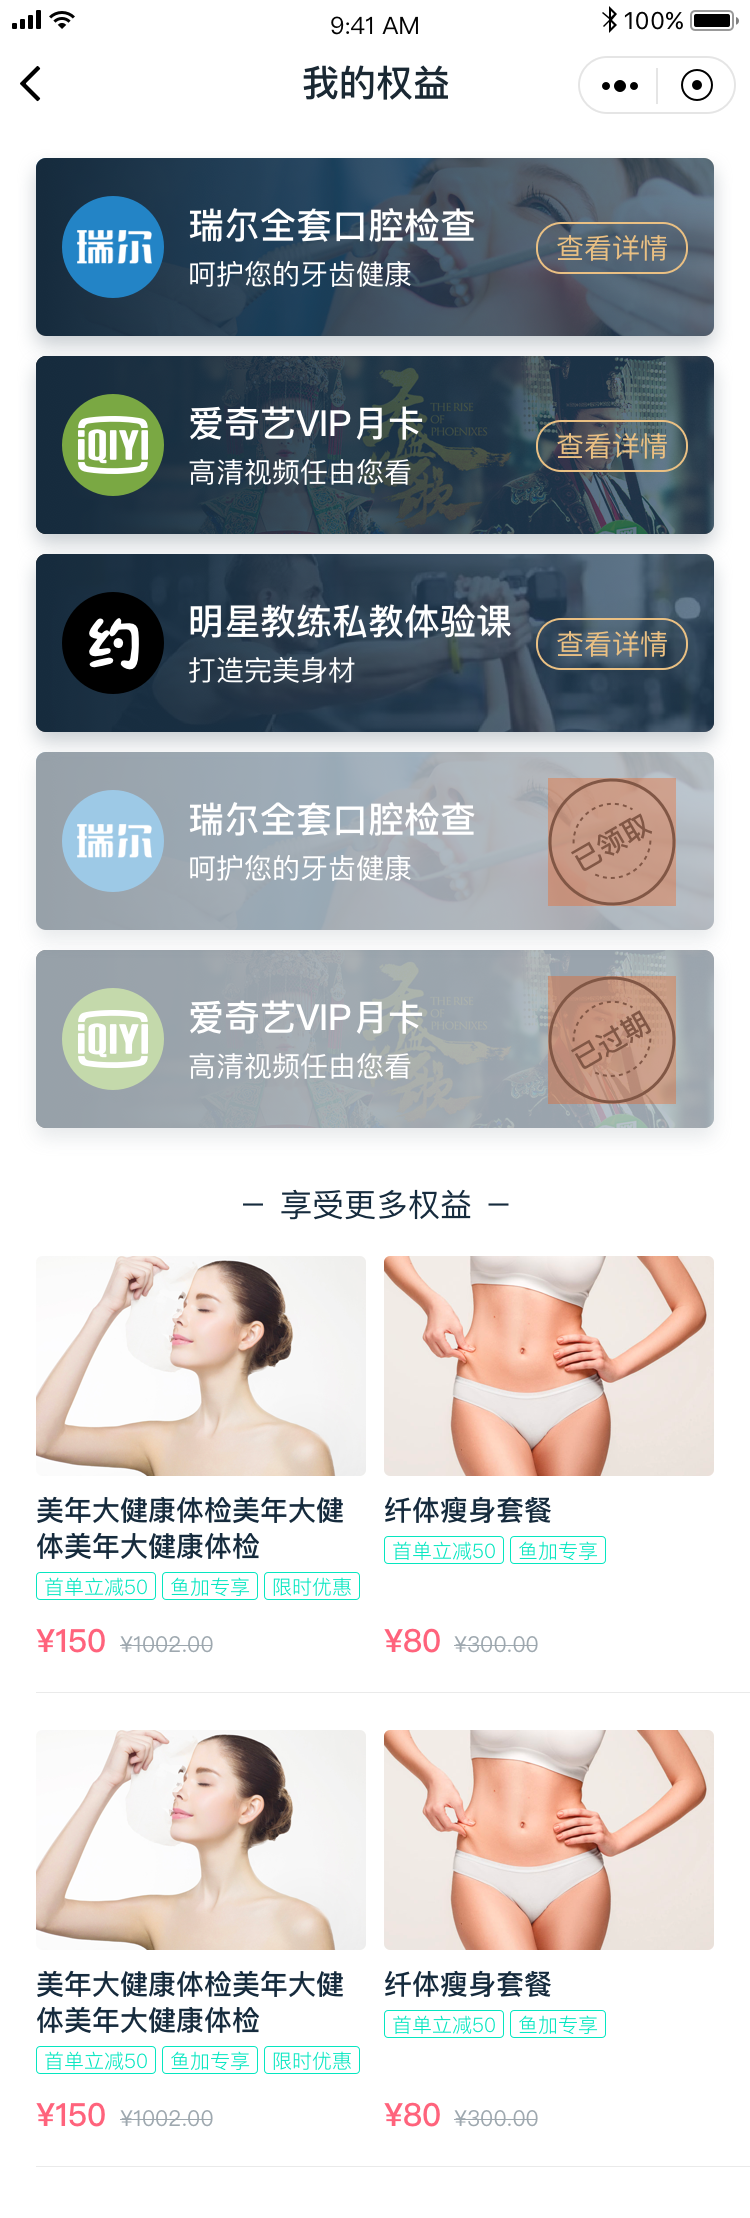 9:41 AM
100%
我的权益
瑞尔
瑞尔全套口腔检查
呵护您的牙齿健康
查看详情
iQIYI
爱奇艺VIP月卡
高清视频任由您看
THE RISE
OF
PHOENIXES
查看详情
约
明星教练私教体验课
打造完美身材
查看详情
瑞尔
瑞尔全套口腔检查
呵护您的牙齿健康
已领取
iQIYI
爱奇艺VIP月卡
高清视频任由您看
THE RISE
OF
PHOENIXES
已过期
— 享受更多权益 —
美年大健康体检美年大健
体美年大健康体检
首单立减50 鱼加专享 限时优惠
¥150 ¥1002.00
纤体瘦身套餐
首单立减50 鱼加专享
¥80 ¥300.00
美年大健康体检美年大健
体美年大健康体检
首单立减50 鱼加专享 限时优惠
¥150 ¥1002.00
纤体瘦身套餐
首单立减50 鱼加专享
¥80 ¥300.00